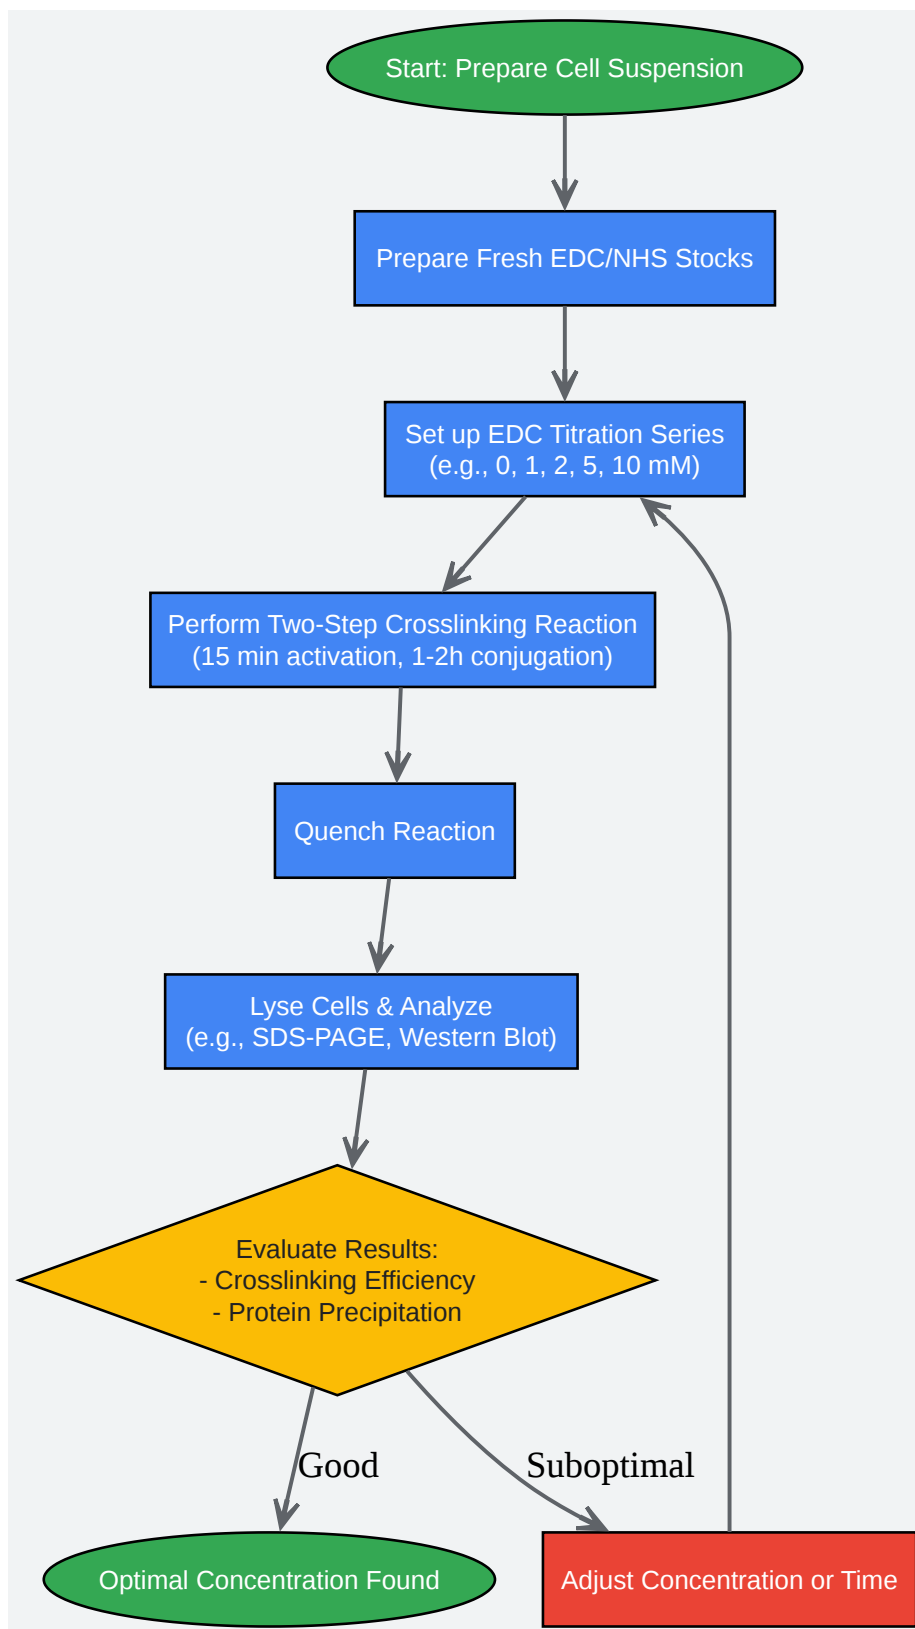 Start: Prepare Cell Suspension
Prepare Fresh EDC/NHS Stocks
Set up EDC Titration Series
(e.g., 0, 1, 2, 5, 10 mM)
Perform Two-Step Crosslinking Reaction
(15 min activation, 1-2h conjugation)
Quench Reaction
Lyse Cells & Analyze
(e.g., SDS-PAGE, Western Blot)
Evaluate Results:
- Crosslinking Efficiency
- Protein Precipitation
Good
Suboptimal
Optimal Concentration Found
Adjust Concentration or Time